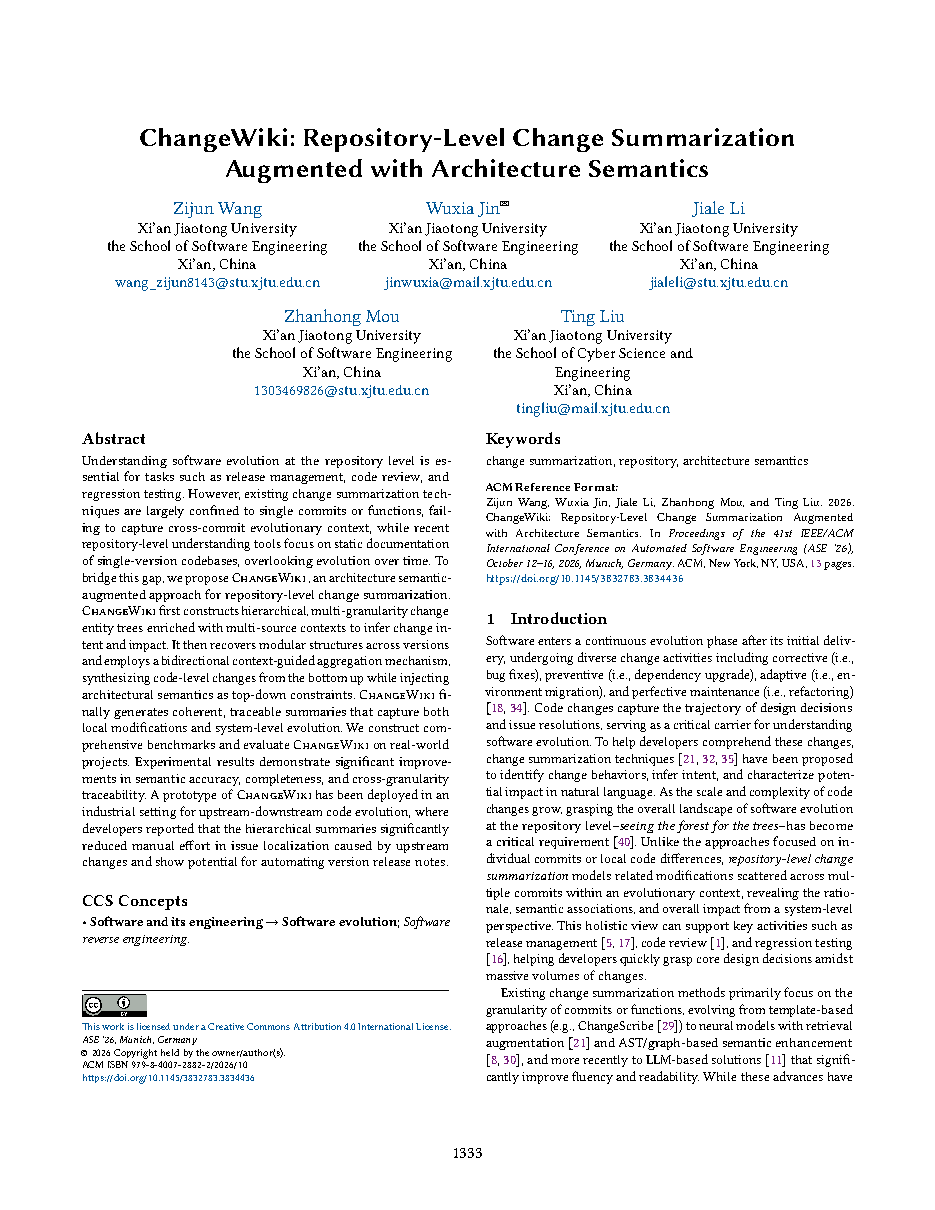 ChangeWiki: Repository-Level Change Summarization
Augmented with Architecture Semantics
Zijun Wang
Xi'an Jiaotong University
the School of Software Engineering
Xi'an, China
wang_zijun8143@stu.xjtu.edu.cn
Wuxia Jin✉
Xi'an Jiaotong University
the School of Software Engineering
Xi'an, China
jinwuxia@mail.xjtu.edu.cn
Jiale Li
Xi'an Jiaotong University
the School of Software Engineering
Xi'an, China
jialeli@stu.xjtu.edu.cn
Zhanhong Mou
Xi'an Jiaotong University
the School of Software Engineering
Xi'an, China
1303469826@stu.xjtu.edu.cn
Ting Liu
Xi'an Jiaotong University
the School of Cyber Science and
Engineering
Xi'an, China
tingliu@mail.xjtu.edu.cn
Abstract
Understanding software evolution at the repository level is es-
sential for tasks such as release management, code review, and
regression testing. However, existing change summarization tech-
niques are largely confined to single commits or functions, fail-
ing to capture cross-commit evolutionary context, while recent
repository-level understanding tools focus on static documentation
of single-version codebases, overlooking evolution over time. To
bridge this gap, we propose ChangeWiki, an architecture semantic-
augmented approach for repository-level change summarization.
ChangeWiki first constructs hierarchical, multi-granularity change
entity trees enriched with multi-source contexts to infer change in-
tent and impact. It then recovers modular structures across versions
and employs a bidirectional context-guided aggregation mechanism,
synthesizing code-level changes from the bottom up while injecting
architectural semantics as top-down constraints. ChangeWiki fi-
nally generates coherent, traceable summaries that capture both
local modifications and system-level evolution. We construct com-
prehensive benchmarks and evaluate ChangeWiki on real-world
projects. Experimental results demonstrate significant improve-
ments in semantic accuracy, completeness, and cross-granularity
traceability. A prototype of ChangeWiki has been deployed in an
industrial setting for upstream-downstream code evolution, where
developers reported that the hierarchical summaries significantly
reduced manual effort in issue localization caused by upstream
changes and show potential for automating version release notes.
CCS Concepts
• Software and its engineering → Software evolution; Software
reverse engineering.
CC BY
This work is licensed under a Creative Commons Attribution 4.0 International License.
ASE '26, Munich, Germany
© 2026 Copyright held by the owner/author(s).
ACM ISBN 979-8-4007-2882-2/2026/10
https://doi.org/10.1145/3832783.3834436
Keywords
change summarization, repository, architecture semantics
ACM Reference Format:
Zijun Wang, Wuxia Jin, Jiale Li, Zhanhong Mou, and Ting Liu. 2026.
ChangeWiki: Repository-Level Change Summarization Augmented
with Architecture Semantics. In Proceedings of the 41st IEEE/ACM
International Conference on Automated Software Engineering (ASE '26),
October 12–16, 2026, Munich, Germany. ACM, New York, NY, USA, 13 pages.
https://doi.org/10.1145/3832783.3834436
1 Introduction
Software enters a continuous evolution phase after its initial deliv-
ery, undergoing diverse change activities including corrective (i.e.,
bug fixes), preventive (i.e., dependency upgrade), adaptive (i.e., en-
vironment migration), and perfective maintenance (i.e., refactoring)
[18, 34]. Code changes capture the trajectory of design decisions
and issue resolutions, serving as a critical carrier for understanding
software evolution. To help developers comprehend these changes,
change summarization techniques [21, 32, 35] have been proposed
to identify change behaviors, infer intent, and characterize poten-
tial impact in natural language. As the scale and complexity of code
changes grow, grasping the overall landscape of software evolution
at the repository level–seeing the forest for the trees–has become
a critical requirement [40]. Unlike the approaches focused on in-
dividual commits or local code differences, repository-level change
summarization models related modifications scattered across mul-
tiple commits within an evolutionary context, revealing the ratio-
nale, semantic associations, and overall impact from a system-level
perspective. This holistic view can support key activities such as
release management [5, 17], code review [1], and regression testing
[16], helping developers quickly grasp core design decisions amidst
massive volumes of changes.
Existing change summarization methods primarily focus on the
granularity of commits or functions, evolving from template-based
approaches (e.g., ChangeScribe [29]) to neural models with retrieval
augmentation [21] and AST/graph-based semantic enhancement
[8, 30], and more recently to LLM-based solutions [11] that signifi-
cantly improve fluency and readability. While these advances have
1333